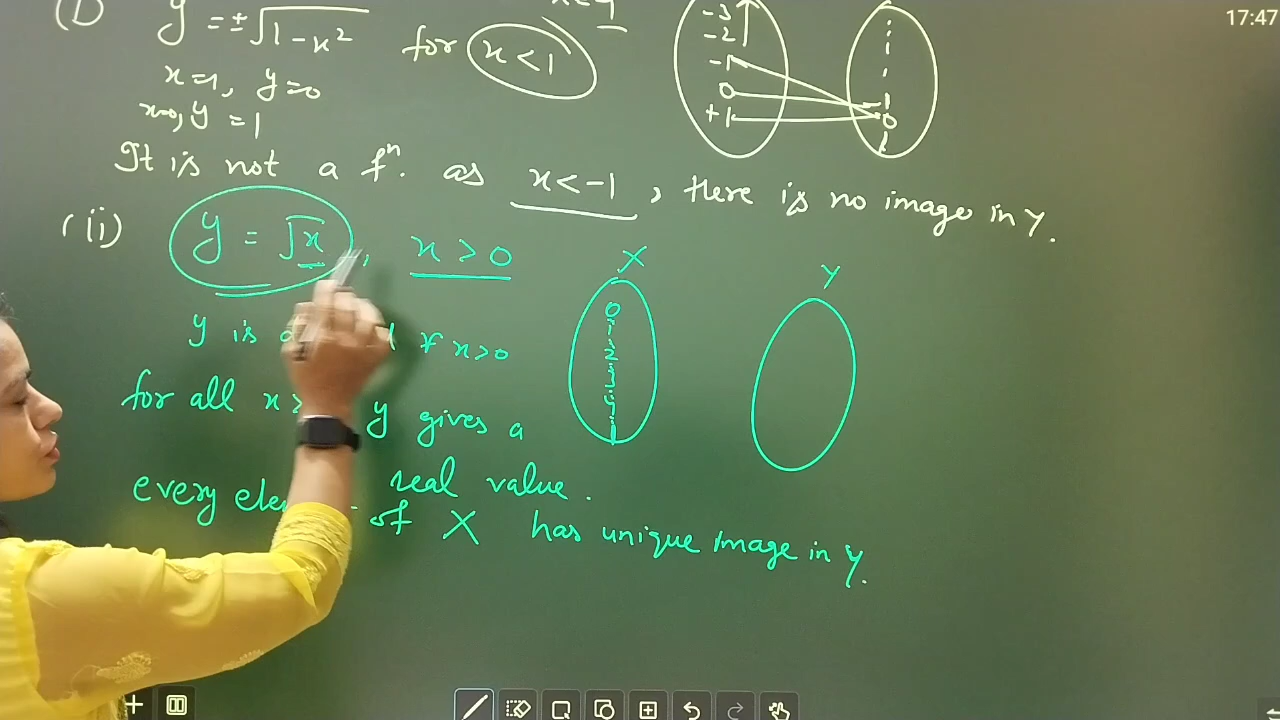 17:47
y = ±√1-x² for x < 1
x=1, y=0
x=0, y = 1
-3
-2
-1
0
+1
1
0
It is not a fⁿ. as x < -1, there is no image in Y.
(ii) y = √x, x > 0
X
Y
0
1
2
y is if x>0
for all x> y gives a
real value.
every of X has unique image in Y.